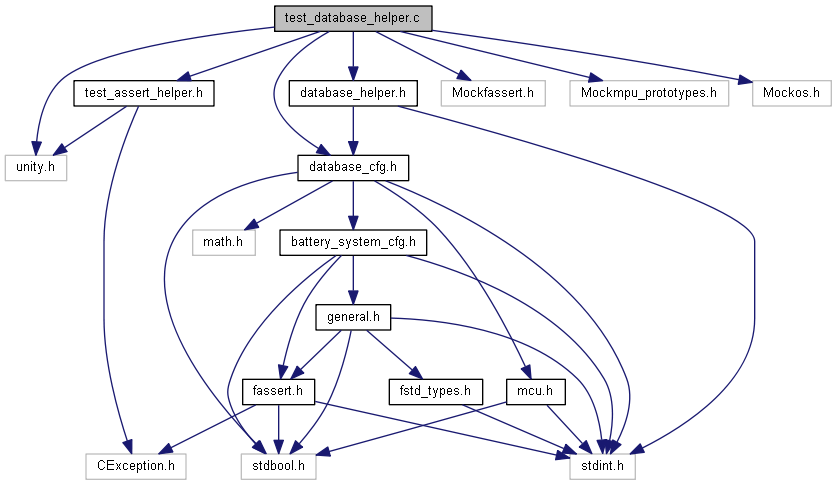 test_database_helper.c
test_assert_helper.h
database_helper.h
Mockfassert.h
Mockmpu_prototypes.h
Mockos.h
unity.h
database_cfg.h
math.h
battery_system_cfg.h
general.h
fassert.h
fstd_types.h
mcu.h
CException.h
stdbool.h
stdint.h